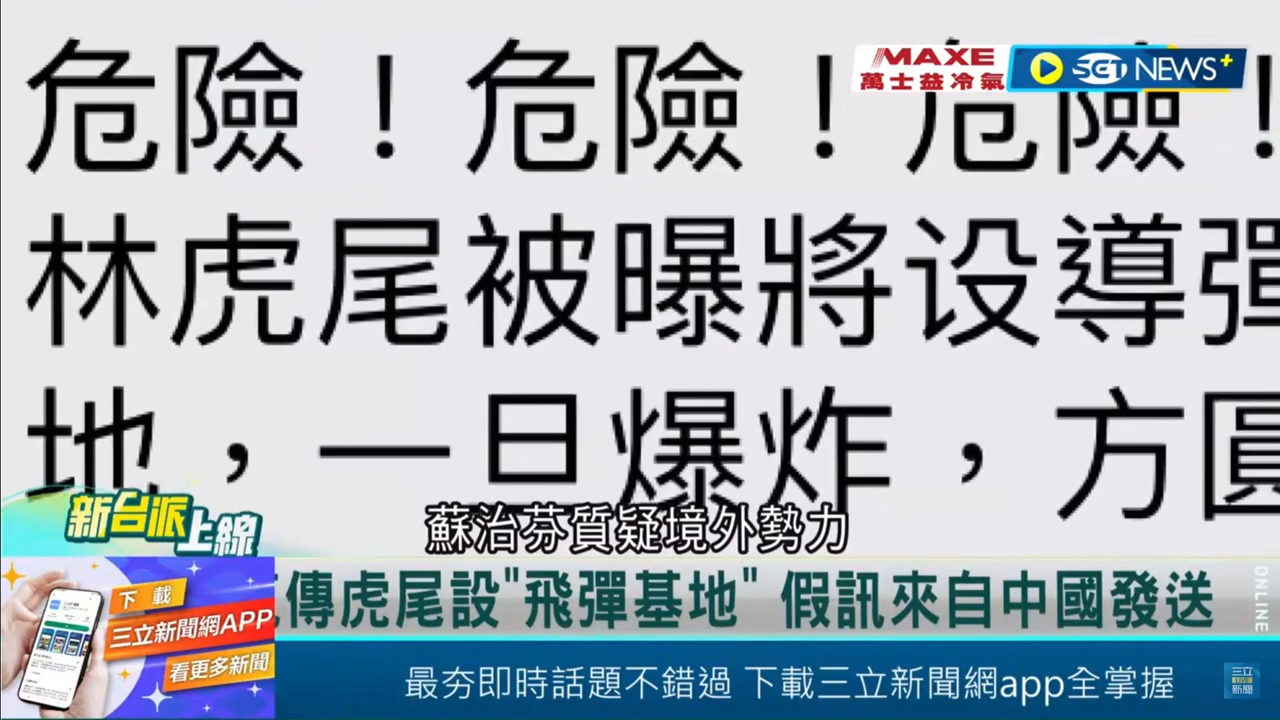 危險！危險！危險！
林虎尾被曝將设導彈
地，一旦爆炸，方圓
MAXE
萬士益冷氣
SET NEWS+
新台派上線
蘇治芬質疑境外勢力
傳虎尾設"飛彈基地" 假訊來自中國發送
ONLINE
下載
三立新聞網APP
看更多新聞
最夯即時話題不錯過 下載三立新聞網app全掌握
三立
新聞